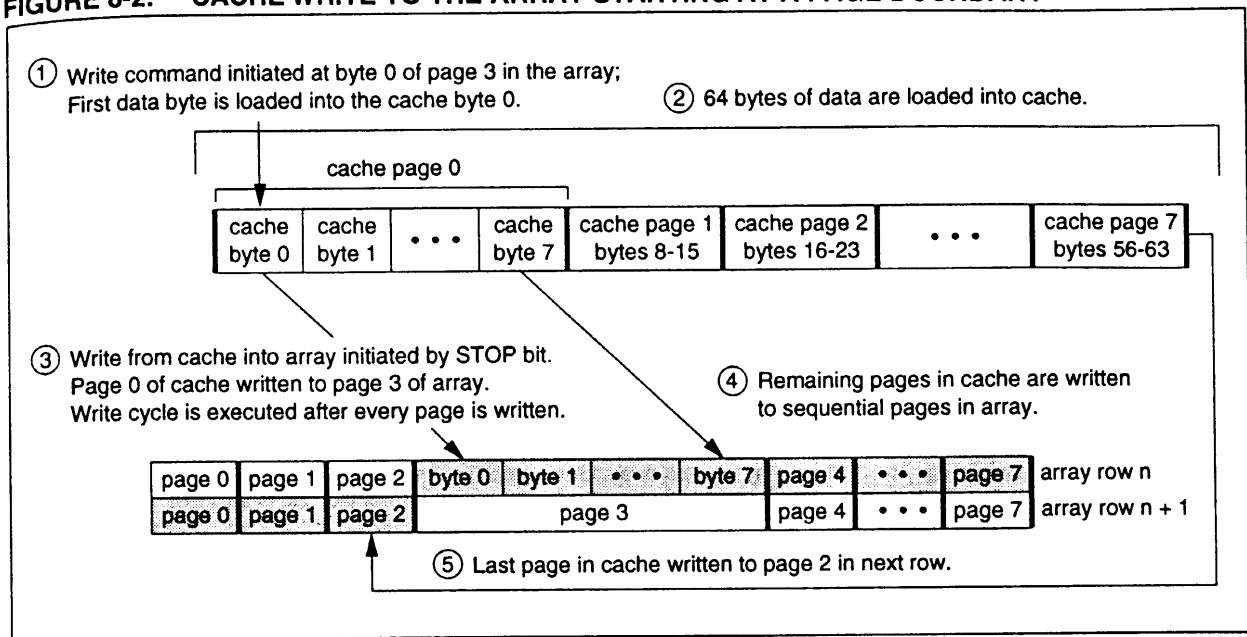 FIGURE 8-2: CACHE WRITE TO THE ARRAY STARTING AT A PAGE BOUNDARY
① Write command initiated at byte 0 of page 3 in the array;
First data byte is loaded into the cache byte 0.
② 64 bytes of data are loaded into cache.
cache page 0
cache byte 0 cache byte 1 • • • cache byte 7 cache page 1 bytes 8-15 cache page 2 bytes 16-23 • • • cache page 7 bytes 56-63
③ Write from cache into array initiated by STOP bit.
Page 0 of cache written to page 3 of array.
Write cycle is executed after every page is written.
④ Remaining pages in cache are written
to sequential pages in array.
page 0 page 1 page 2 byte 0 byte 1 • • • byte 7 page 4 • • • page 7 array row n
page 0 page 1 page 2 page 3 page 4 • • • page 7 array row n + 1
⑤ Last page in cache written to page 2 in next row.